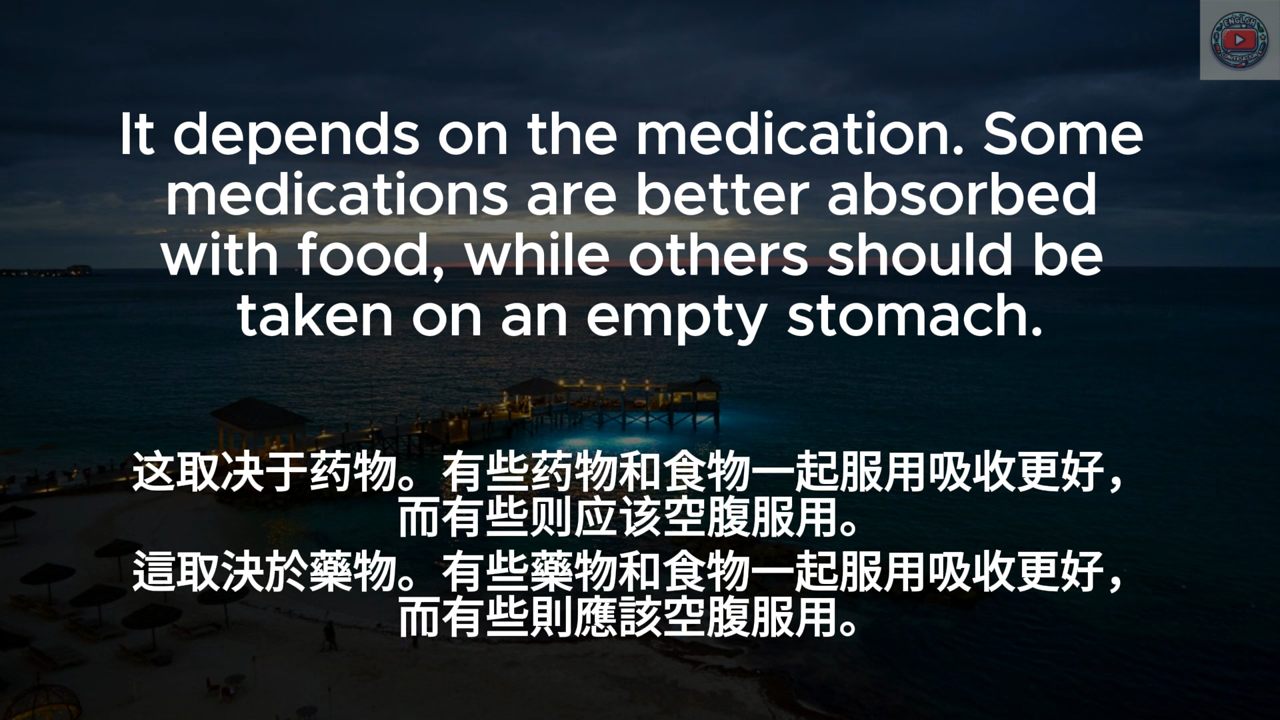 It depends on the medication. Some
medications are better absorbed
with food, while others should be
taken on an empty stomach.
这取决于药物。有些药物和食物一起服用吸收更好，
而有些则应该空腹服用。
這取決於藥物。有些藥物和食物一起服用吸收更好，
而有些則應該空腹服用。